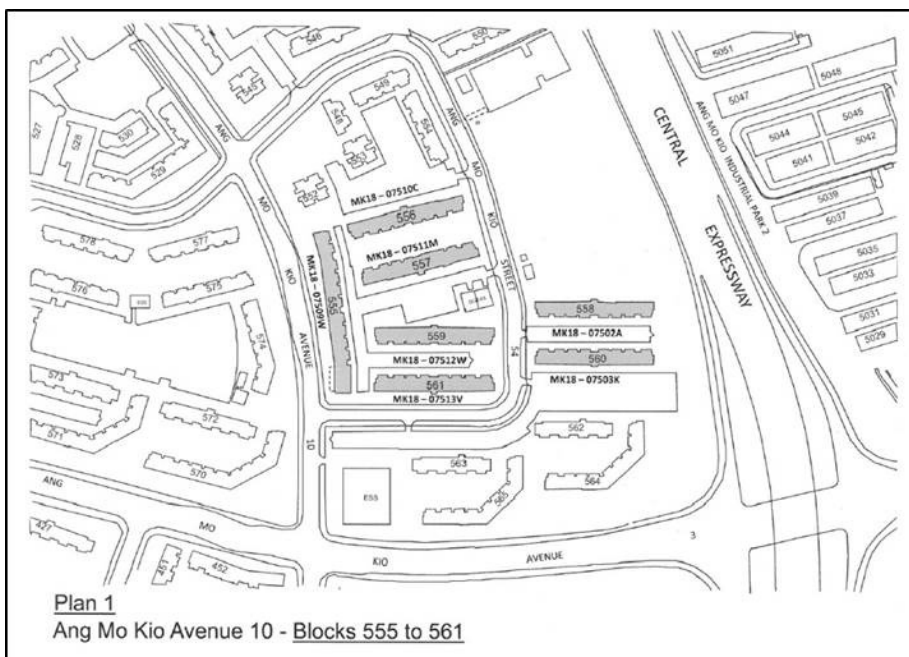 546
550
545
549
548
554
553
552
ANG
MO
KIO
STREET
54
CENTRAL
EXPRESSWAY
ANG MO KIO INDUSTRIAL PARK 2
5051
5048
5047
5045
5044
5042
5041
5039
5037
5035
5033
5031
5029
527
528
530
529
ANG
MO
KIO
AVENUE
10
578
577
576
ESS
575
574
573
572
571
570
MK18 – 07510C
556
MK18 – 07511M
557
MK18 – 07509W
555
559
MK18 – 07512W
561
MK18 – 07513V
558
MK18 – 07502A
560
MK18 – 07503K
562
563
564
565
ESS
ANG
MO
KIO
AVENUE
3
427
451
452
Plan 1
Ang Mo Kio Avenue 10 - Blocks 555 to 561